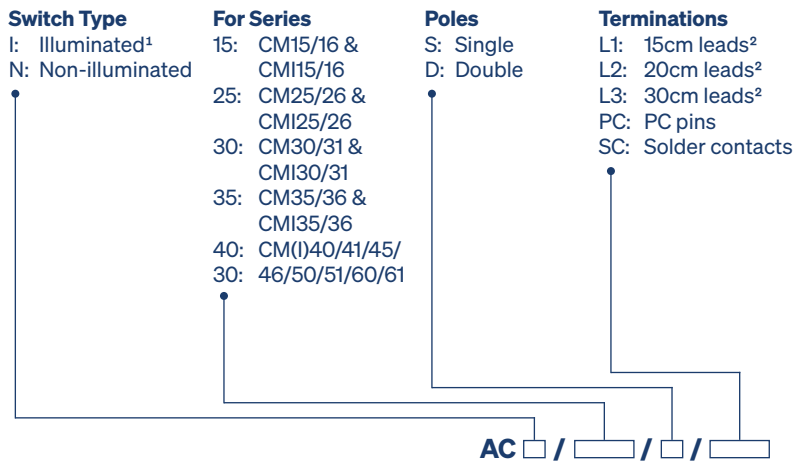 Switch Type
I: Illuminated¹
N: Non-illuminated
For Series
15: CM15/16 &
CMI15/16
25: CM25/26 &
CMI25/26
30: CM30/31 &
CMI30/31
35: CM35/36 &
CMI35/36
40: CM(I)40/41/45/
30: 46/50/51/60/61
Poles
S: Single
D: Double
Terminations
L1: 15cm leads²
L2: 20cm leads²
L3: 30cm leads²
PC: PC pins
SC: Solder contacts
AC / / /